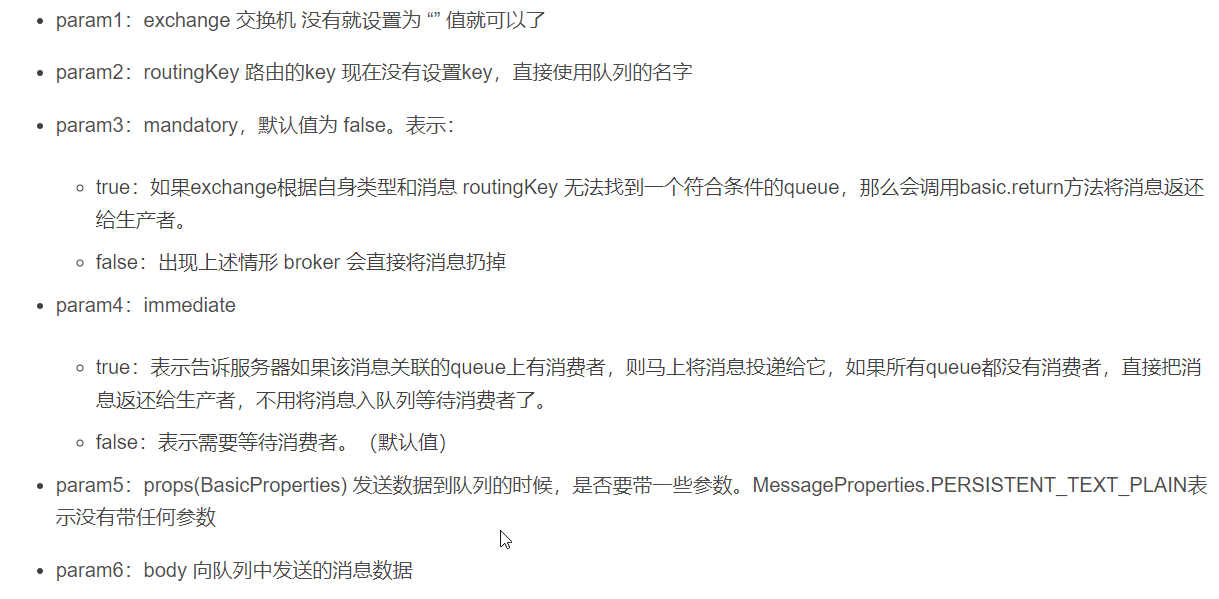 param1：exchange 交换机 没有就设置为 “” 值就可以了
param2：routingKey 路由的key 现在没有设置key，直接使用队列的名字
param3：mandatory，默认值为 false。表示：
true：如果exchange根据自身类型和消息 routingKey 无法找到一个符合条件的queue，那么会调用basic.return方法将消息返还
给生产者。
false：出现上述情形 broker 会直接将消息扔掉
param4：immediate
true：表示告诉服务器如果该消息关联的queue上有消费者，则马上将消息投递给它，如果所有queue都没有消费者，直接把消
息返还给生产者，不用将消息入队列等待消费者了。
false：表示需要等待消费者。（默认值）
param5：props(BasicProperties) 发送数据到队列的时候，是否要带一些参数。MessageProperties.PERSISTENT_TEXT_PLAIN表
示没有带任何参数
param6：body 向队列中发送的消息数据